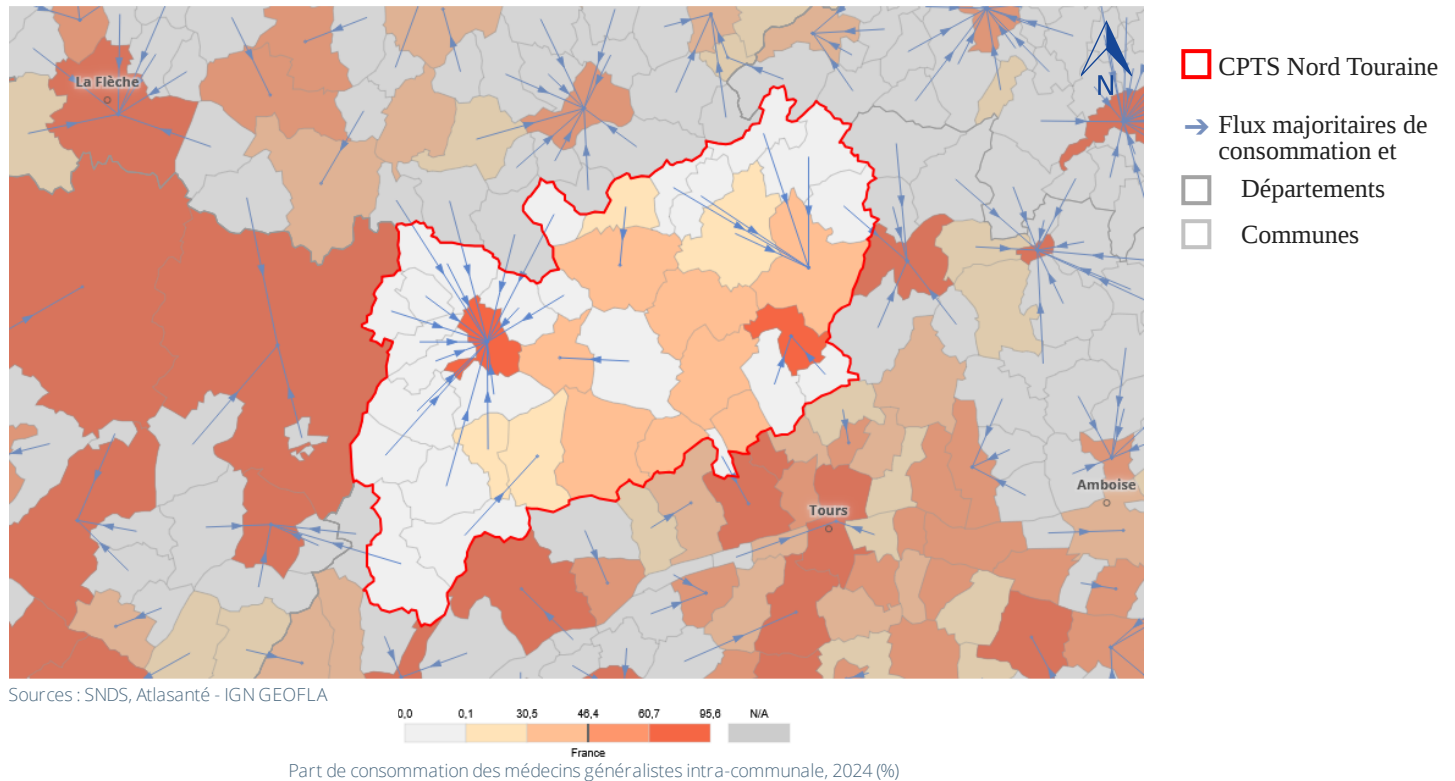 La Flèche
N
Amboise
Tours
CPTS Nord Touraine
Flux majoritaires de
consommation et
Départements
Communes
Sources : SNDS, Atlasanté - IGN GEOFLA
0,0 0,1 30,5 46,4 60,7 95,6 N/A
France
Part de consommation des médecins généralistes intra-communale, 2024 (%)